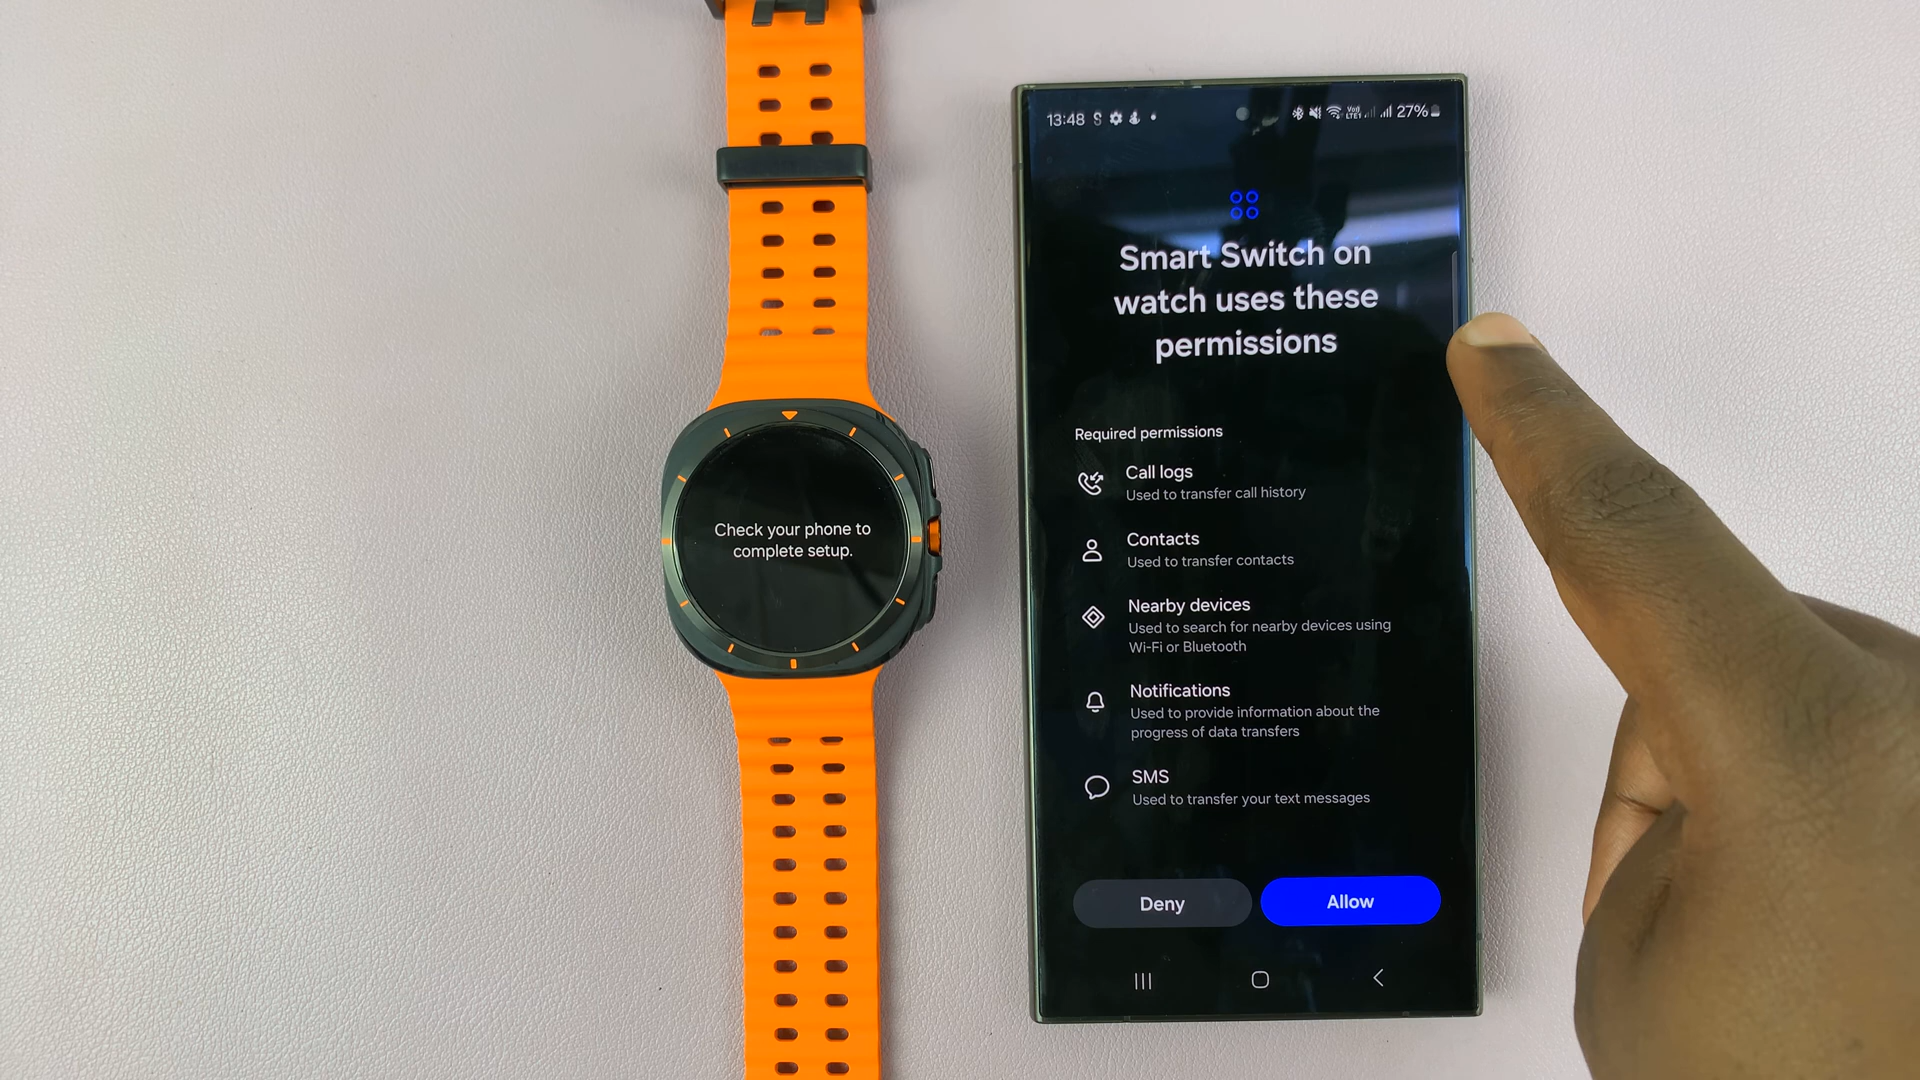 Check your phone to
complete setup.
13:48
27%
Smart Switch on
watch uses these
permissions
Required permissions
Call logs
Used to transfer call history
Contacts
Used to transfer contacts
Nearby devices
Used to search for nearby devices using
Wi-Fi or Bluetooth
Notifications
Used to provide information about the
progress of data transfers
SMS
Used to transfer your text messages
Deny
Allow